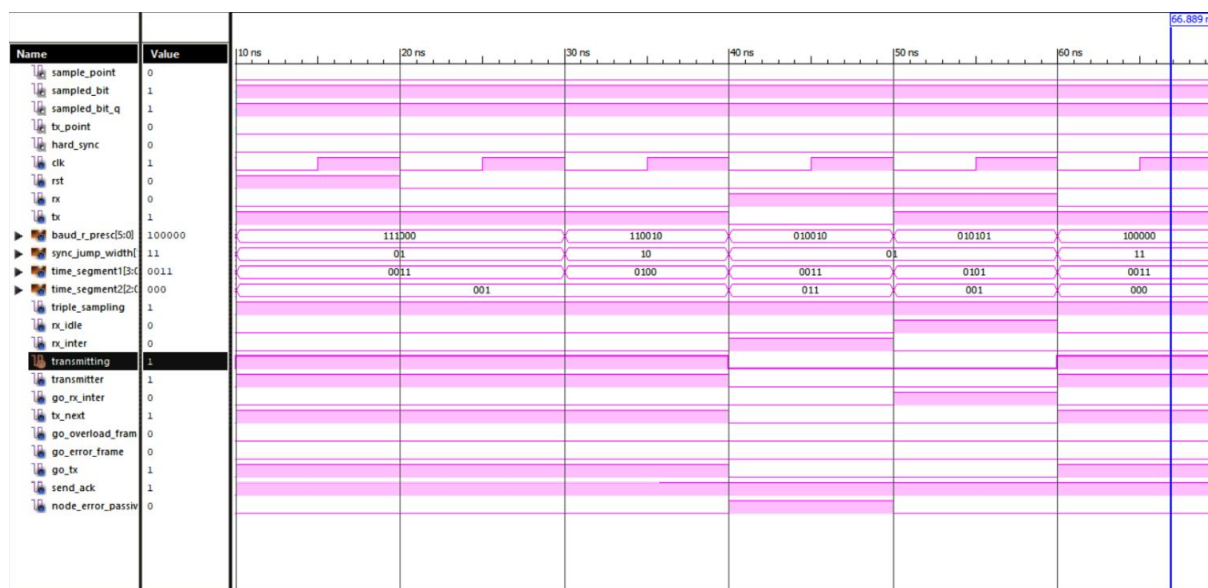 66.889 n
Name Value 10 ns 20 ns 30 ns 40 ns 50 ns 60 ns
sample_point 0
sampled_bit 1
sampled_bit_q 1
tx_point 0
hard_sync 0
clk 1
rst 0
rx 0
tx 1
baud_r_presc[5:0] 100000 111000 110010 010010 010101 100000
sync_jump_width[ 11 01 10 01 11
time_segment1[3:0 0011 0011 0100 0011 0101 0011
time_segment2[2:0 000 001 011 001 000
triple_sampling 1
rx_idle 0
rx_inter 0
transmitting 1
transmitter 1
go_rx_inter 0
tx_next 1
go_overload_fram 0
go_error_frame 0
go_tx 1
send_ack 1
node_error_passiv 0